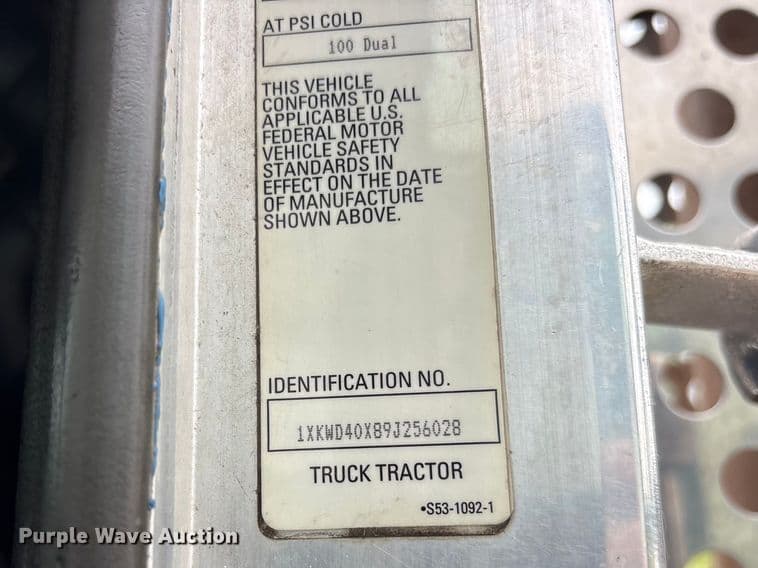 AT PSI COLD
100 Dual
THIS VEHICLE
CONFORMS TO ALL
APPLICABLE U.S.
FEDERAL MOTOR
VEHICLE SAFETY
STANDARDS IN
EFFECT ON THE DATE
OF MANUFACTURE
SHOWN ABOVE.
IDENTIFICATION NO.
1XKWD40X89J256028
TRUCK TRACTOR
•S53-1092-1
Purple Wave Auction